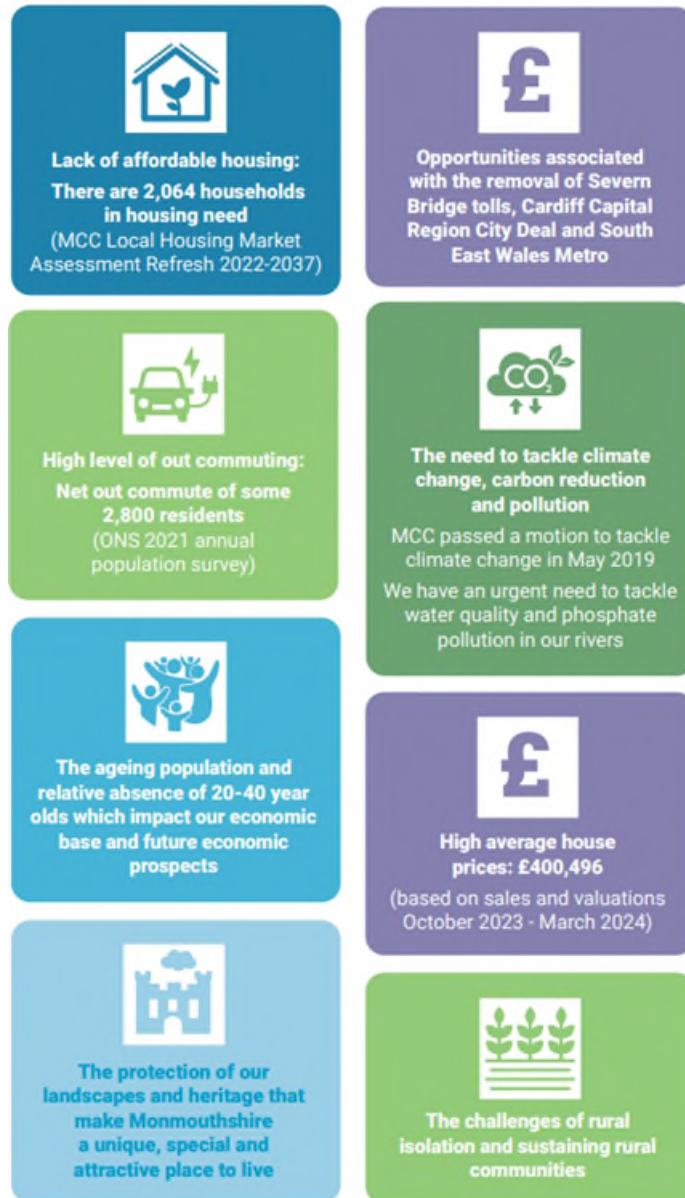 Lack of affordable housing:
There are 2,064 households
in housing need
(MCC Local Housing Market
Assessment Refresh 2022-2037)
£
Opportunities associated
with the removal of Severn
Bridge tolls, Cardiff Capital
Region City Deal and South
East Wales Metro
High level of out commuting:
Net out commute of some
2,800 residents
(ONS 2021 annual
population survey)
CO2
The need to tackle climate
change, carbon reduction
and pollution
MCC passed a motion to tackle
climate change in May 2019
We have an urgent need to tackle
water quality and phosphate
pollution in our rivers
The ageing population and
relative absence of 20-40 year
olds which impact our economic
base and future economic
prospects
£
High average house
prices: £400,496
(based on sales and valuations
October 2023 - March 2024)
The protection of our
landscapes and heritage that
make Monmouthshire
a unique, special and
attractive place to live
The challenges of rural
isolation and sustaining rural
communities